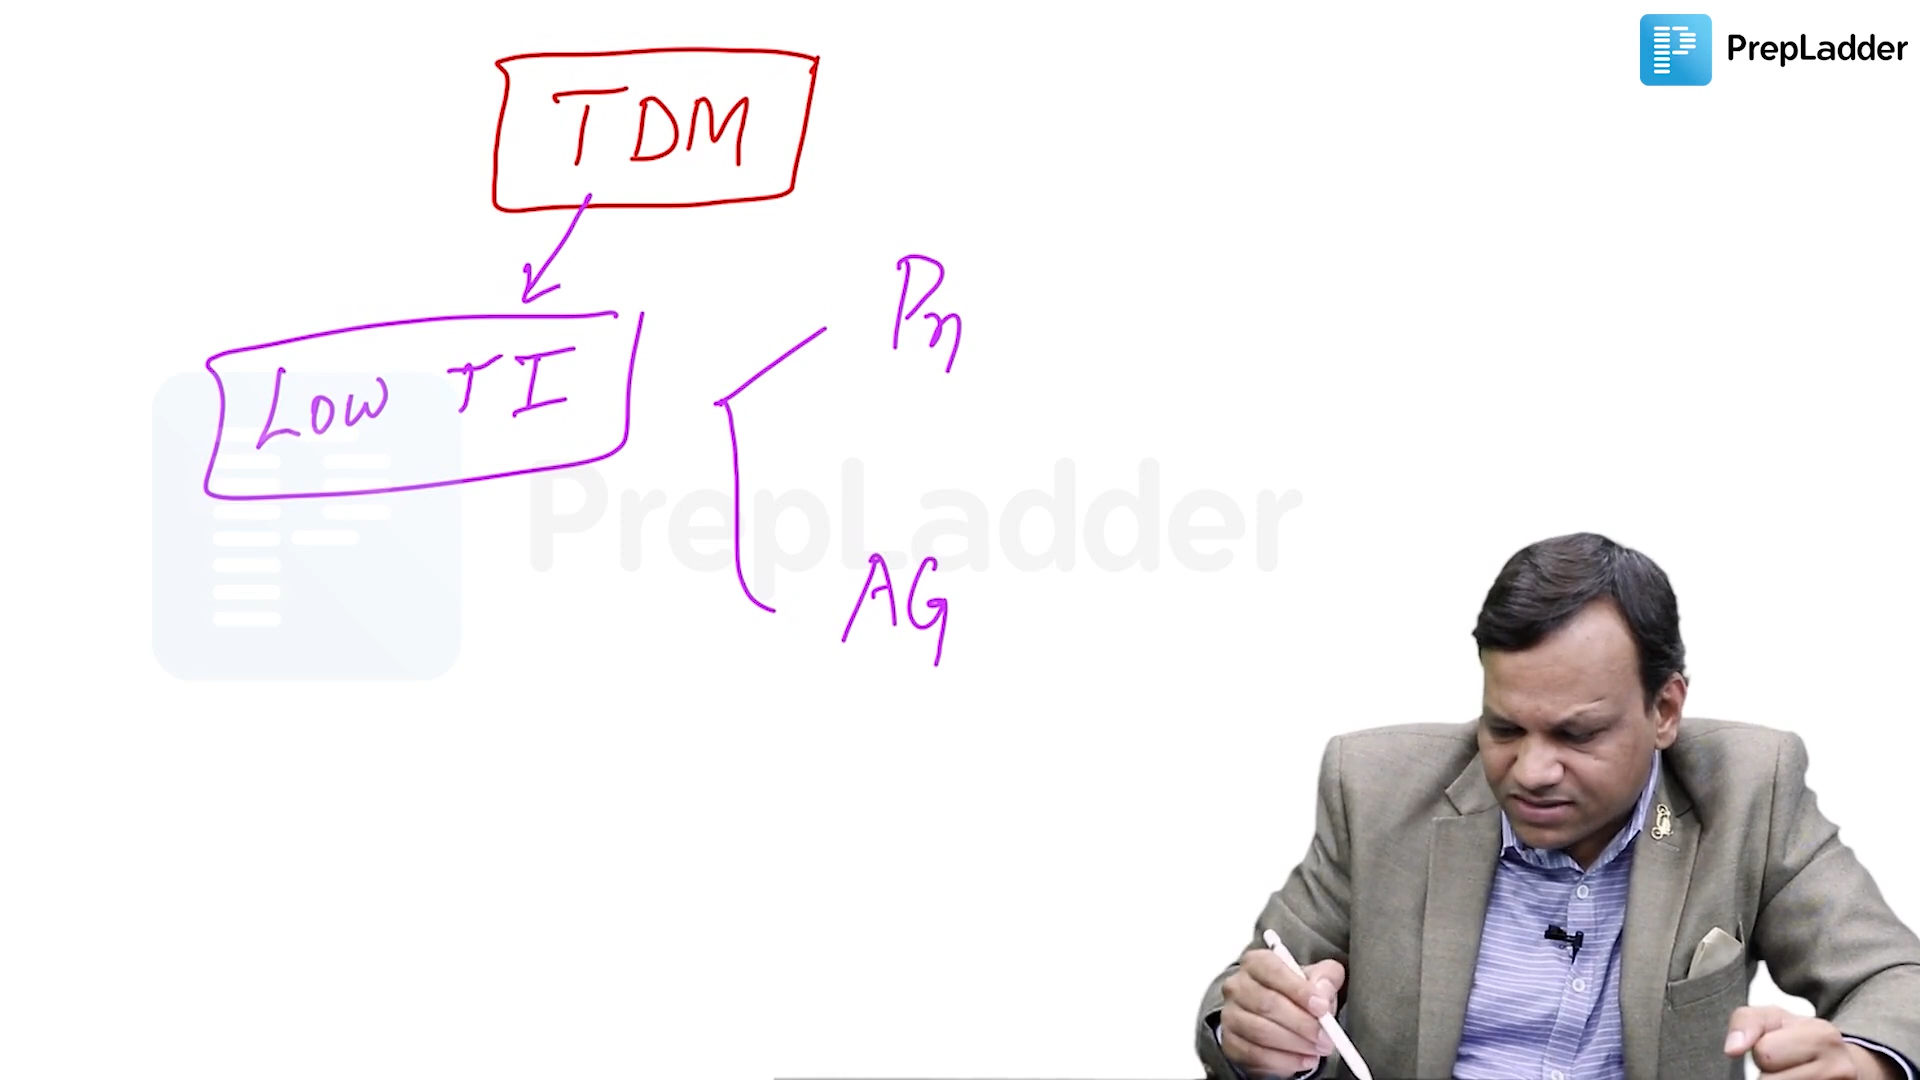 PrepLadder
TDM
Pn
LOW TI
PrepLadder
AG